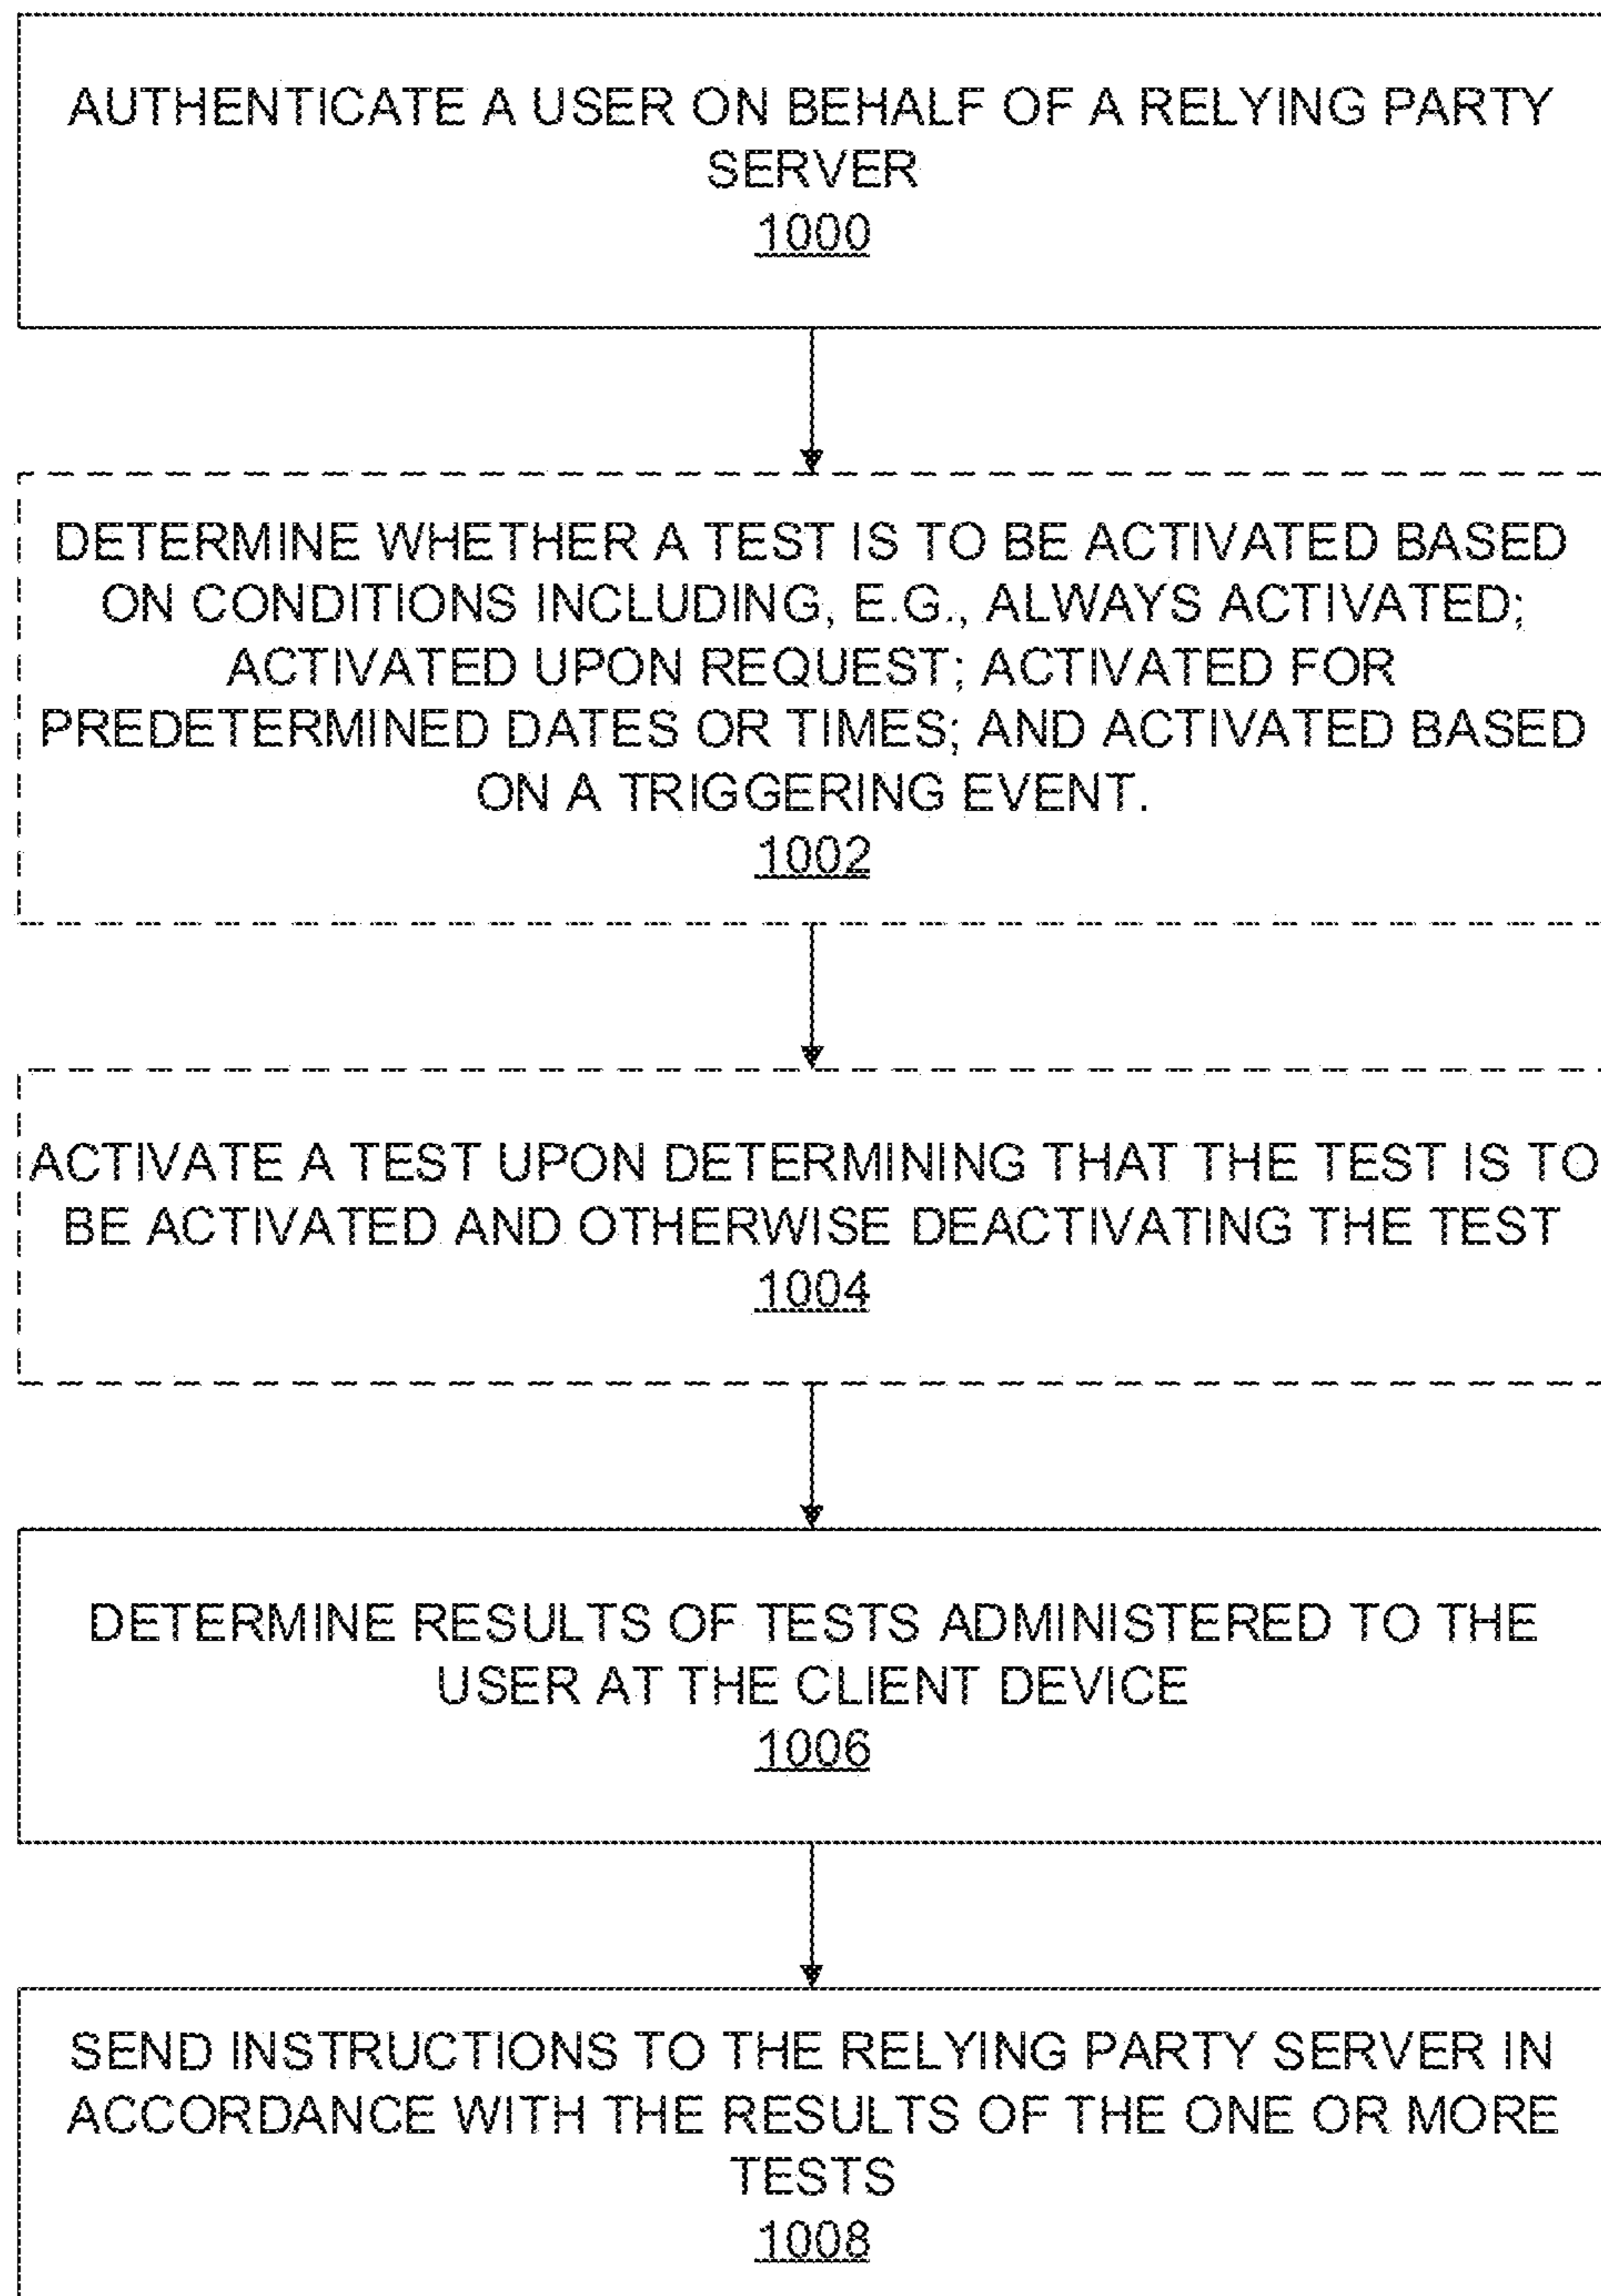 AUTHENTICATE A USER ON BEHALF OF A RELYING PARTY
SERVER
1000
DETERMINE WHETHER A TEST IS TO BE ACTIVATED BASED
ON CONDITIONS INCLUDING, E.G., ALWAYS ACTIVATED;
ACTIVATED UPON REQUEST; ACTIVATED FOR
PREDETERMINED DATES OR TIMES; AND ACTIVATED BASED
ON A TRIGGERING EVENT.
1002
ACTIVATE A TEST UPON DETERMINING THAT THE TEST IS TO
BE ACTIVATED AND OTHERWISE DEACTIVATING THE TEST
1004
DETERMINE RESULTS OF TESTS ADMINISTERED TO THE
USER AT THE CLIENT DEVICE
1006
SEND INSTRUCTIONS TO THE RELYING PARTY SERVER IN
ACCORDANCE WITH THE RESULTS OF THE ONE OR MORE
TESTS
1008